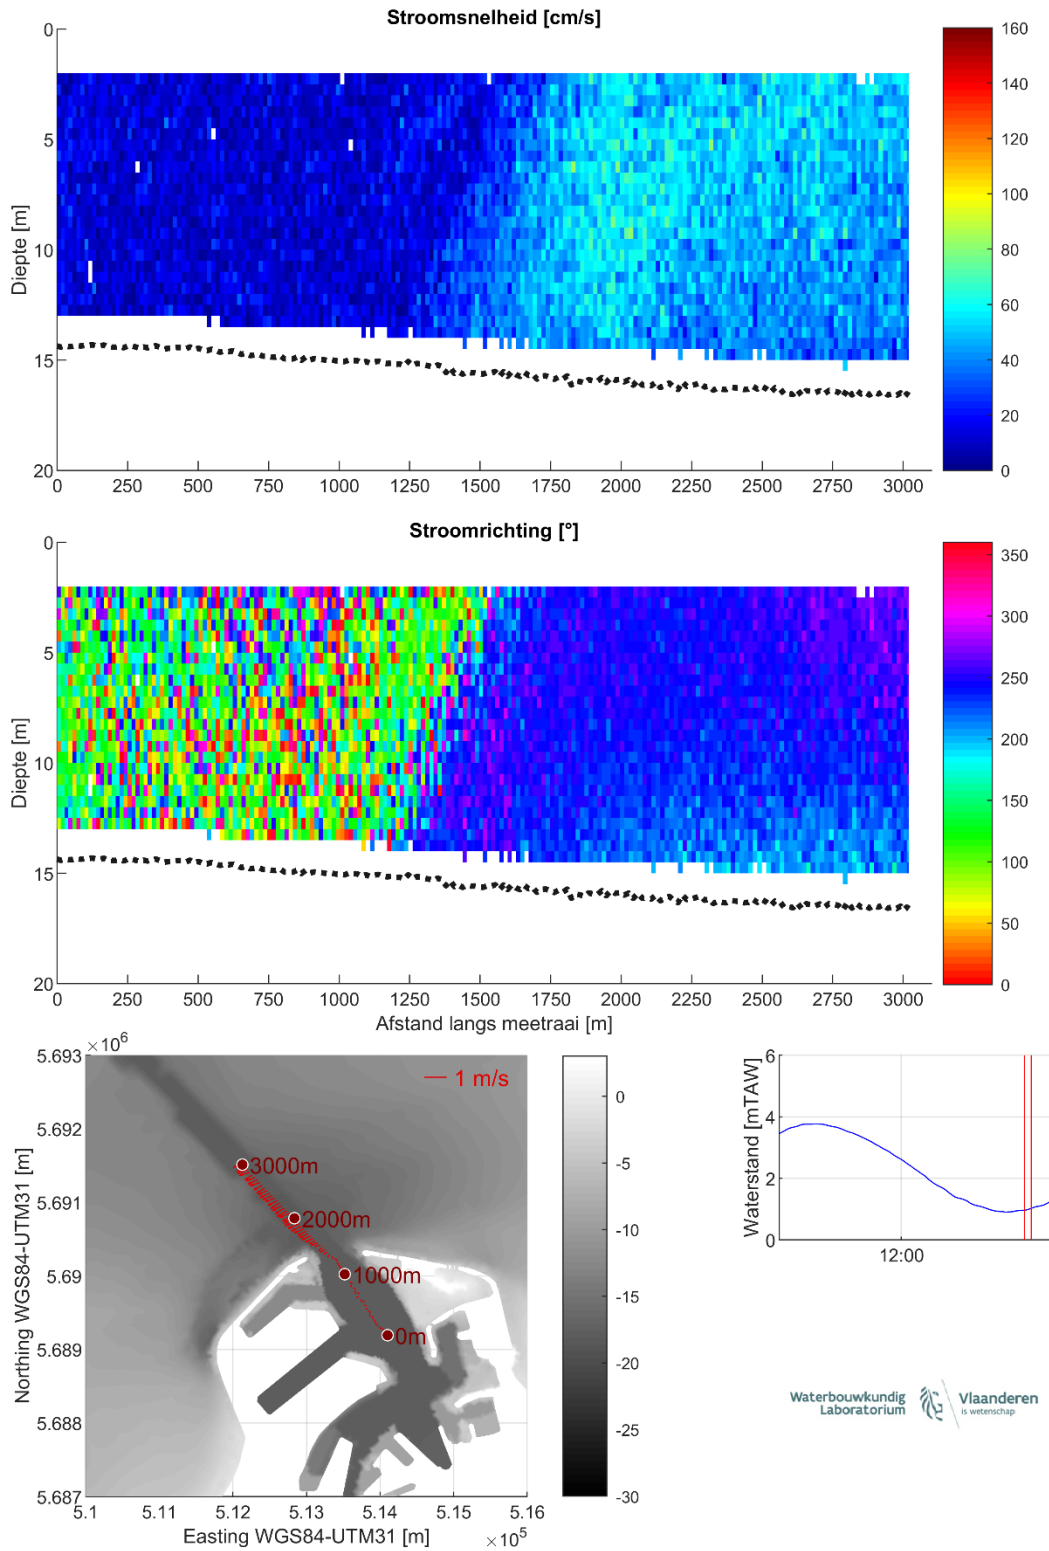 Stroomsnelheid [cm/s]
0
5
10
15
20
Diepte [m]
0 250 500 750 1000 1250 1500 1750 2000 2250 2500 2750 3000
160
140
120
100
80
60
40
20
0
Stroomrichting [°]
0
5
10
15
20
Diepte [m]
0 250 500 750 1000 1250 1500 1750 2000 2250 2500 2750 3000
Afstand langs meetraai [m]
350
300
250
200
150
100
50
0
×10⁶
5.693
5.692
5.691
5.69
5.689
5.688
5.687
Northing WGS84-UTM31 [m]
1 m/s
3000m
2000m
1000m
0m
5.1 5.12 5.13 5.14 5.15 5.16
Easting WGS84-UTM31 [m]
×10⁵
0
-5
-10
-15
-20
-25
-30
Waterstand [mTAW]
6
4
2
0
12:00
Waterbouwkundig
Laboratorium
Vlaanderen
is wetenschap